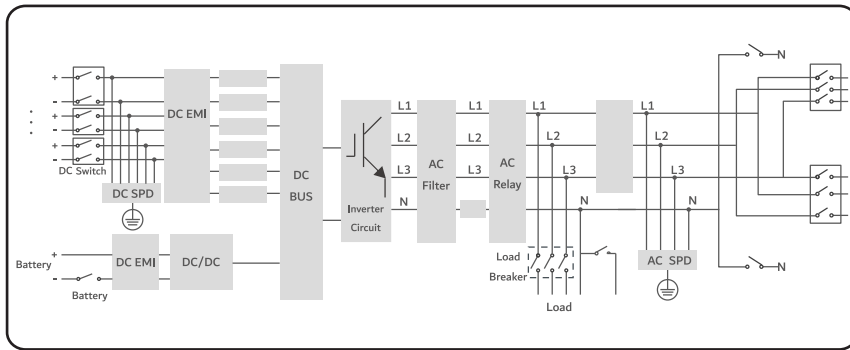 +
-
+
-
+
-
DC Switch
DC SPD
DC EMI
Battery
+
-
Battery
DC EMI
DC/DC
DC
BUS
Inverter
Circuit
L1
L2
L3
N
AC
Filter
L1
L2
L3
AC
Relay
L1
L2
L3
N
Load
Breaker
Load
L1
L2
L3
N
AC SPD
N
N